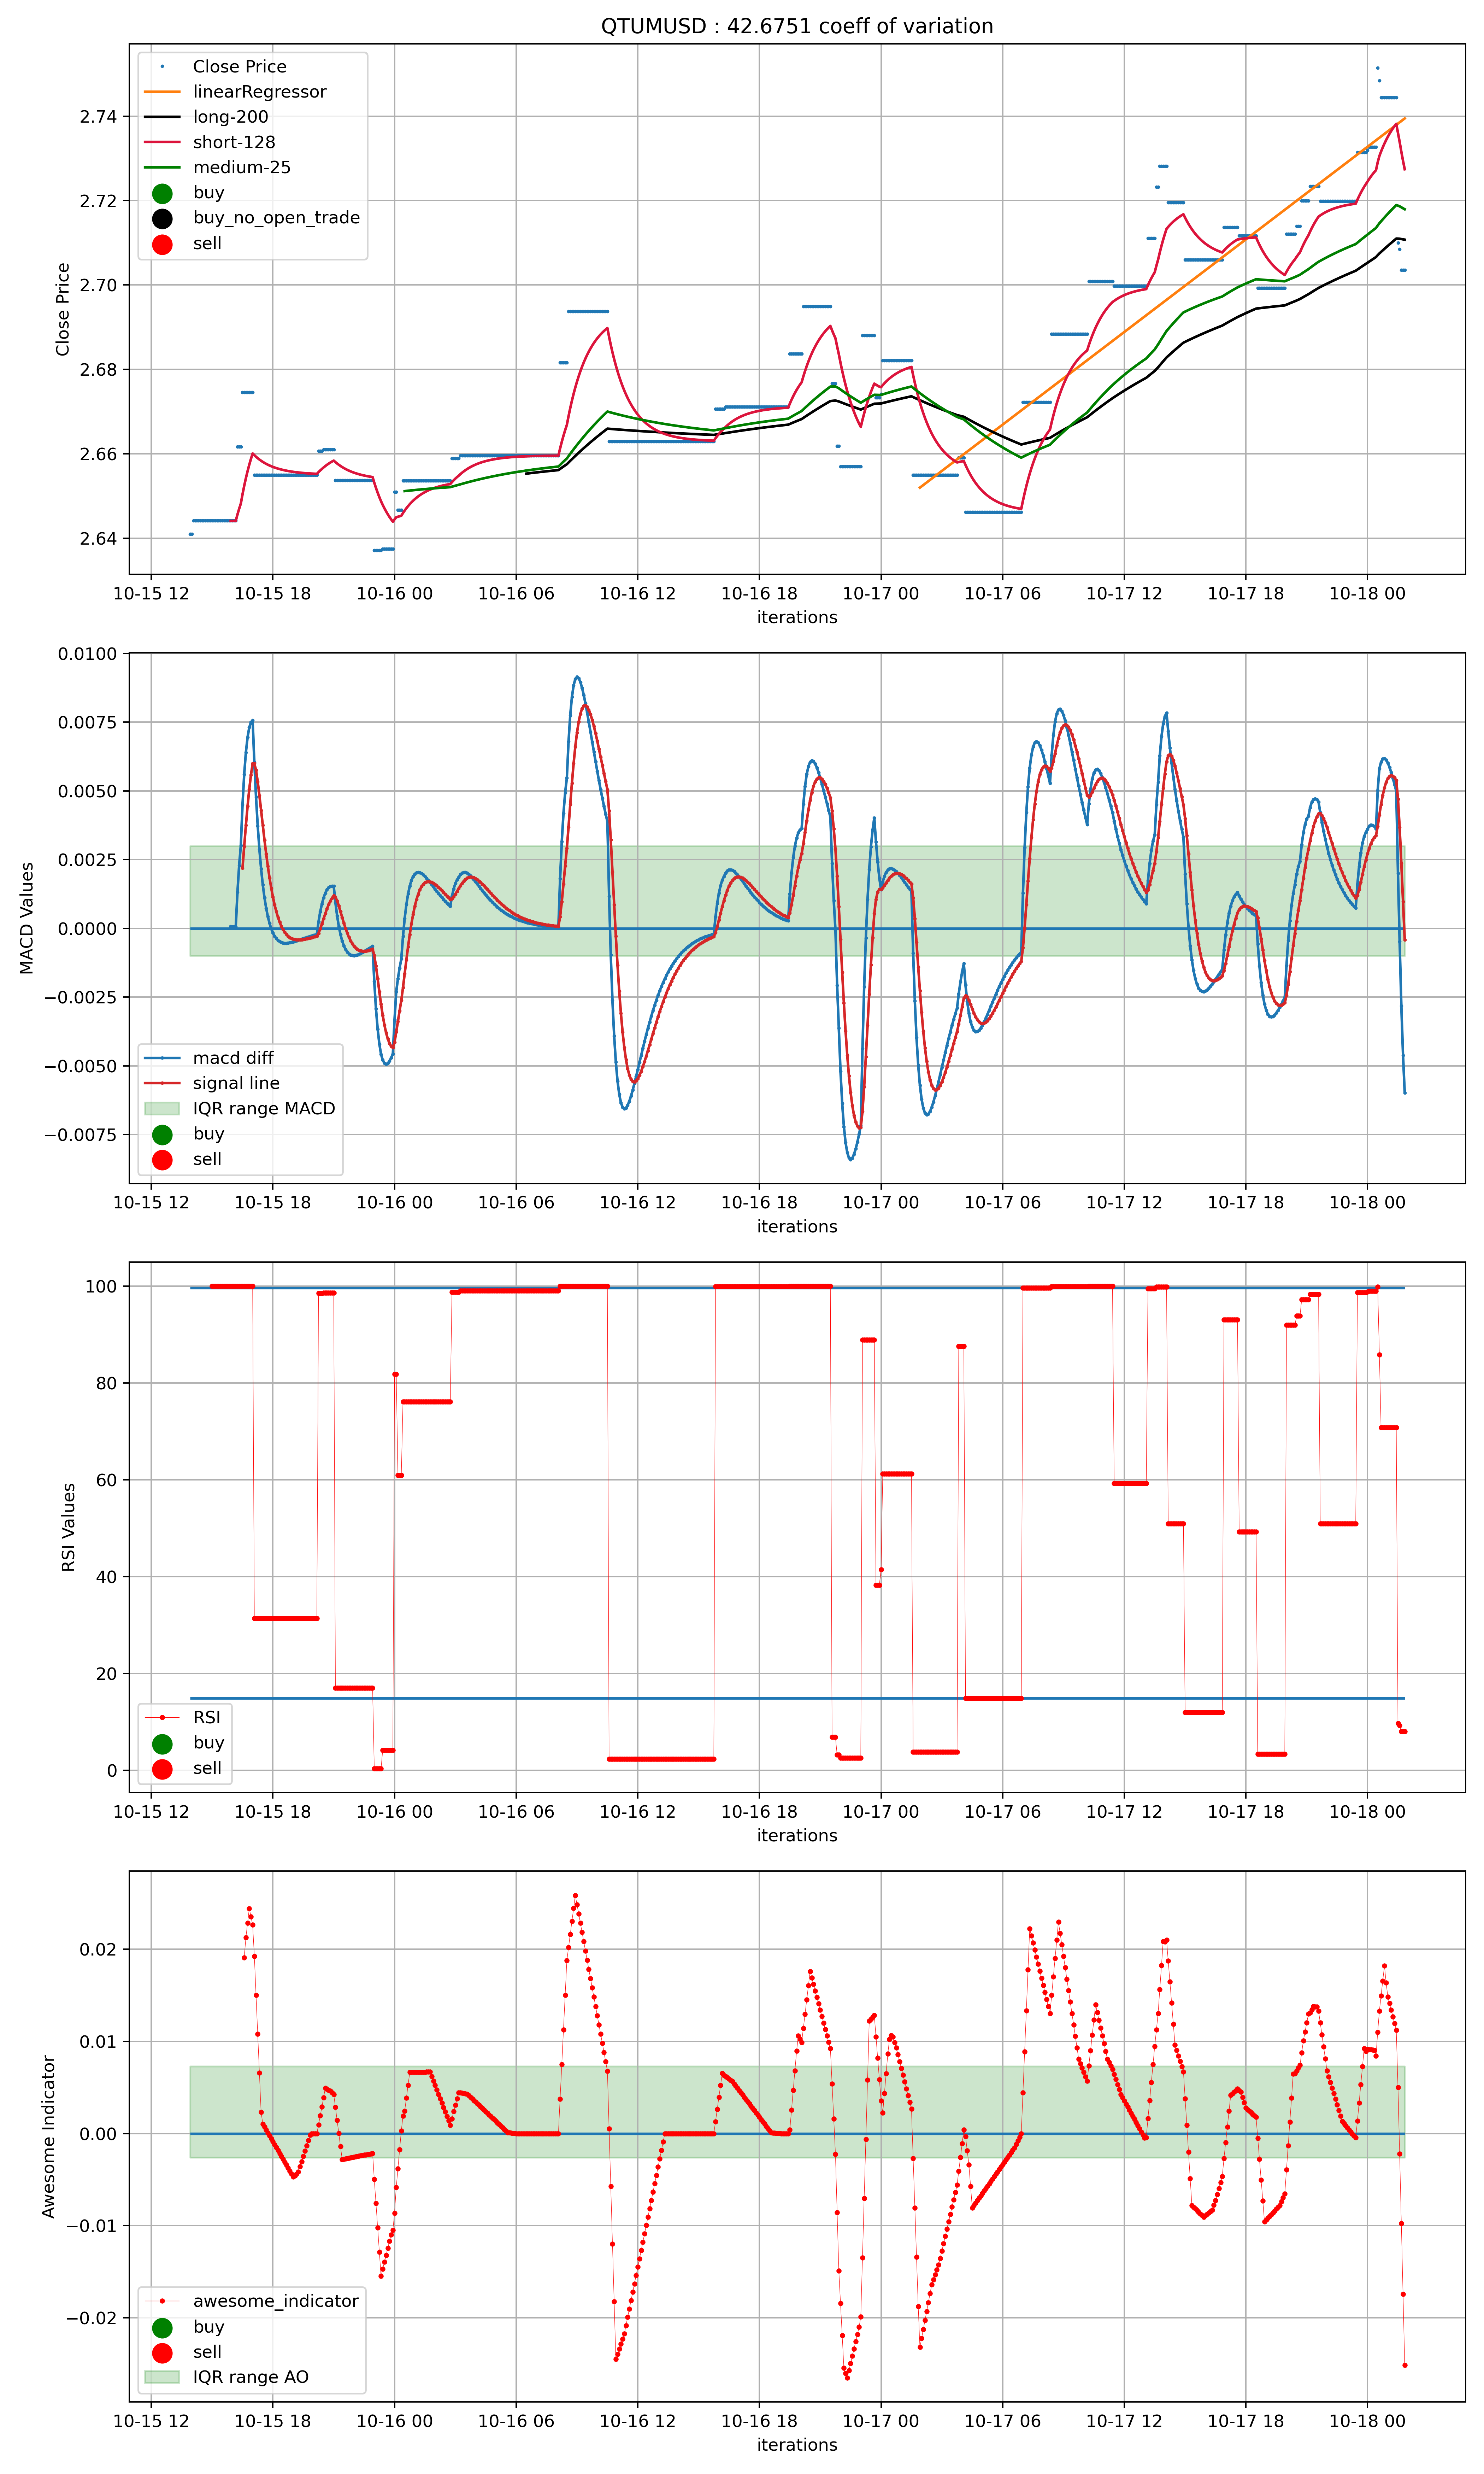 QTUMUSD : 42.6751 coeff of variation
Close Price
linearRegressor
long-200
short-128
medium-25
buy
buy_no_open_trade
sell
Close Price
2.74
2.72
2.70
2.68
2.66
2.64
10-15 12 10-15 18 10-16 00 10-16 06 10-16 12 10-16 18 10-17 00 10-17 06 10-17 12 10-17 18 10-18 00
iterations
MACD Values
0.0100
0.0075
0.0050
0.0025
0.0000
−0.0025
−0.0050
−0.0075
macd diff
signal line
IQR range MACD
buy
sell
10-15 12 10-15 18 10-16 00 10-16 06 10-16 12 10-16 18 10-17 00 10-17 06 10-17 12 10-17 18 10-18 00
iterations
RSI Values
100
80
60
40
20
0
RSI
buy
sell
10-15 12 10-15 18 10-16 00 10-16 06 10-16 12 10-16 18 10-17 00 10-17 06 10-17 12 10-17 18 10-18 00
iterations
Awesome Indicator
0.02
0.01
0.00
−0.01
−0.02
awesome_indicator
buy
sell
IQR range AO
10-15 12 10-15 18 10-16 00 10-16 06 10-16 12 10-16 18 10-17 00 10-17 06 10-17 12 10-17 18 10-18 00
iterations